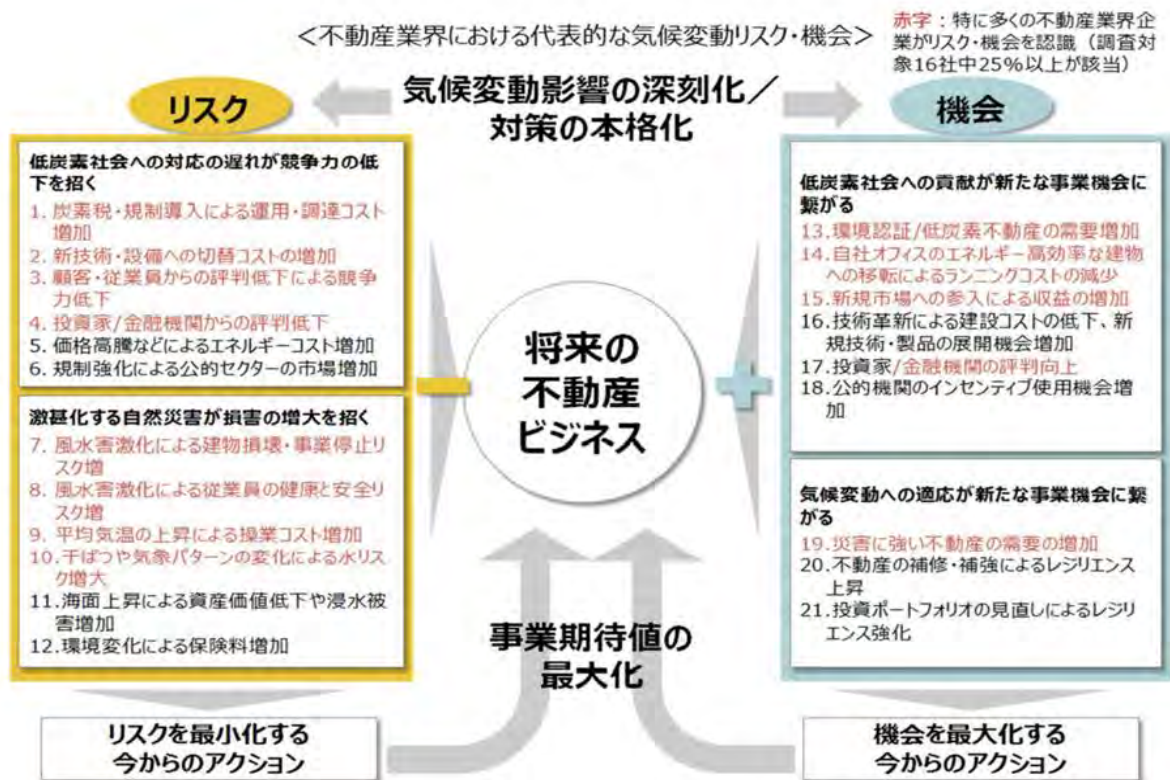 ＜不動産業界における代表的な気候変動リスク・機会＞
赤字：特に多くの不動産業界企
業がリスク・機会を認識（調査対
象16社中25%以上が該当）
リスク
気候変動影響の深刻化／
対策の本格化
機会
低炭素社会への対応の遅れが競争力の低
下を招く
1. 炭素税・規制導入による運用・調達コスト
増加
2. 新技術・設備への切替コストの増加
3. 顧客・従業員からの評判低下による競争
力低下
4. 投資家/金融機関からの評判低下
5. 価格高騰などによるエネルギーコスト増加
6. 規制強化による公的セクターの市場増加
激甚化する自然災害が損害の増大を招く
7. 風水害激化による建物損壊・事業停止リ
スク増
8. 風水害激化による従業員の健康と安全リ
スク増
9. 平均気温の上昇による操業コスト増加
10. 干ばつや気象パターンの変化による水リス
ク増大
11. 海面上昇による資産価値低下や浸水被
害増加
12. 環境変化による保険料増加
リスクを最小化する
今からのアクション
将来の
不動産
ビジネス
事業期待値の
最大化
低炭素社会への貢献が新たな事業機会に
繋がる
13. 環境認証/低炭素不動産の需要増加
14. 自社オフィスのエネルギー高効率な建物
への移転によるランニングコストの減少
15. 新規市場への参入による収益の増加
16. 技術革新による建設コストの低下、新
規技術・製品の展開機会増加
17. 投資家/金融機関の評判向上
18. 公的機関のインセンティブ使用機会増
加
気候変動への適応が新たな事業機会に繋
がる
19. 災害に強い不動産の需要の増加
20. 不動産の補修・補強によるレジリエンス
上昇
21. 投資ポートフォリオの見直しによるレジリ
エンス強化
機会を最大化する
今からのアクション